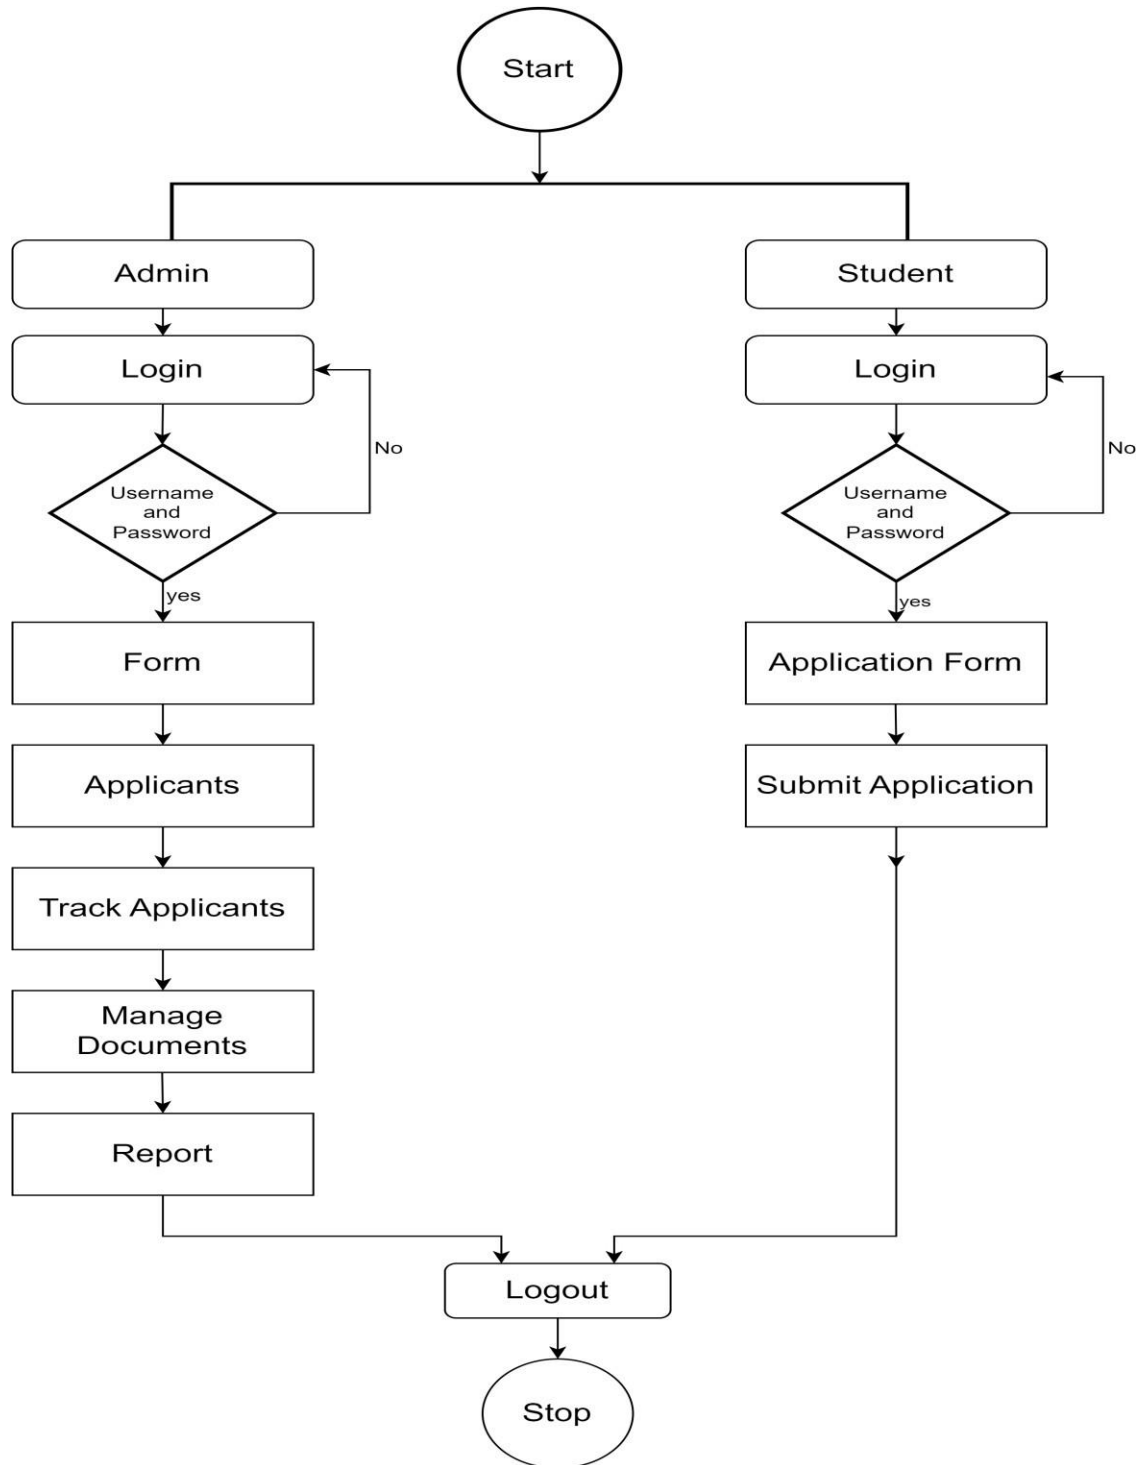 Start
Admin
Student
Login
Login
No
No
Username
and
Password
Username
and
Password
yes
yes
Form
Application Form
Applicants
Submit Application
Track Applicants
Manage
Documents
Report
Logout
Stop